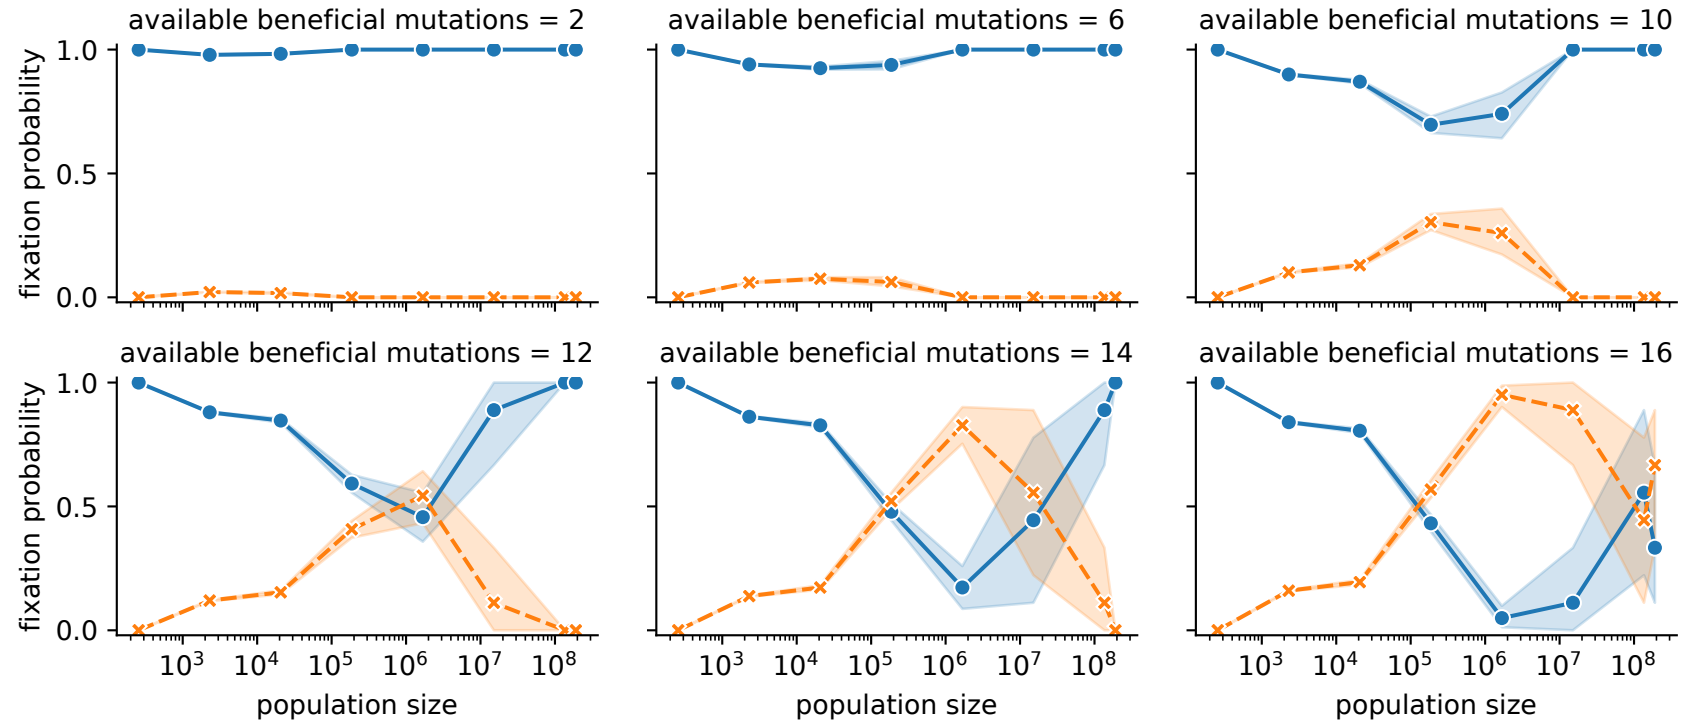 available beneficial mutations = 2
available beneficial mutations = 6
available beneficial mutations = 10
fixation probability
1.0
0.5
0.0
available beneficial mutations = 12
available beneficial mutations = 14
available beneficial mutations = 16
fixation probability
1.0
0.5
0.0
10³ 10⁴ 10⁵ 10⁶ 10⁷ 10⁸
population size
10³ 10⁴ 10⁵ 10⁶ 10⁷ 10⁸
population size
10³ 10⁴ 10⁵ 10⁶ 10⁷ 10⁸
population size